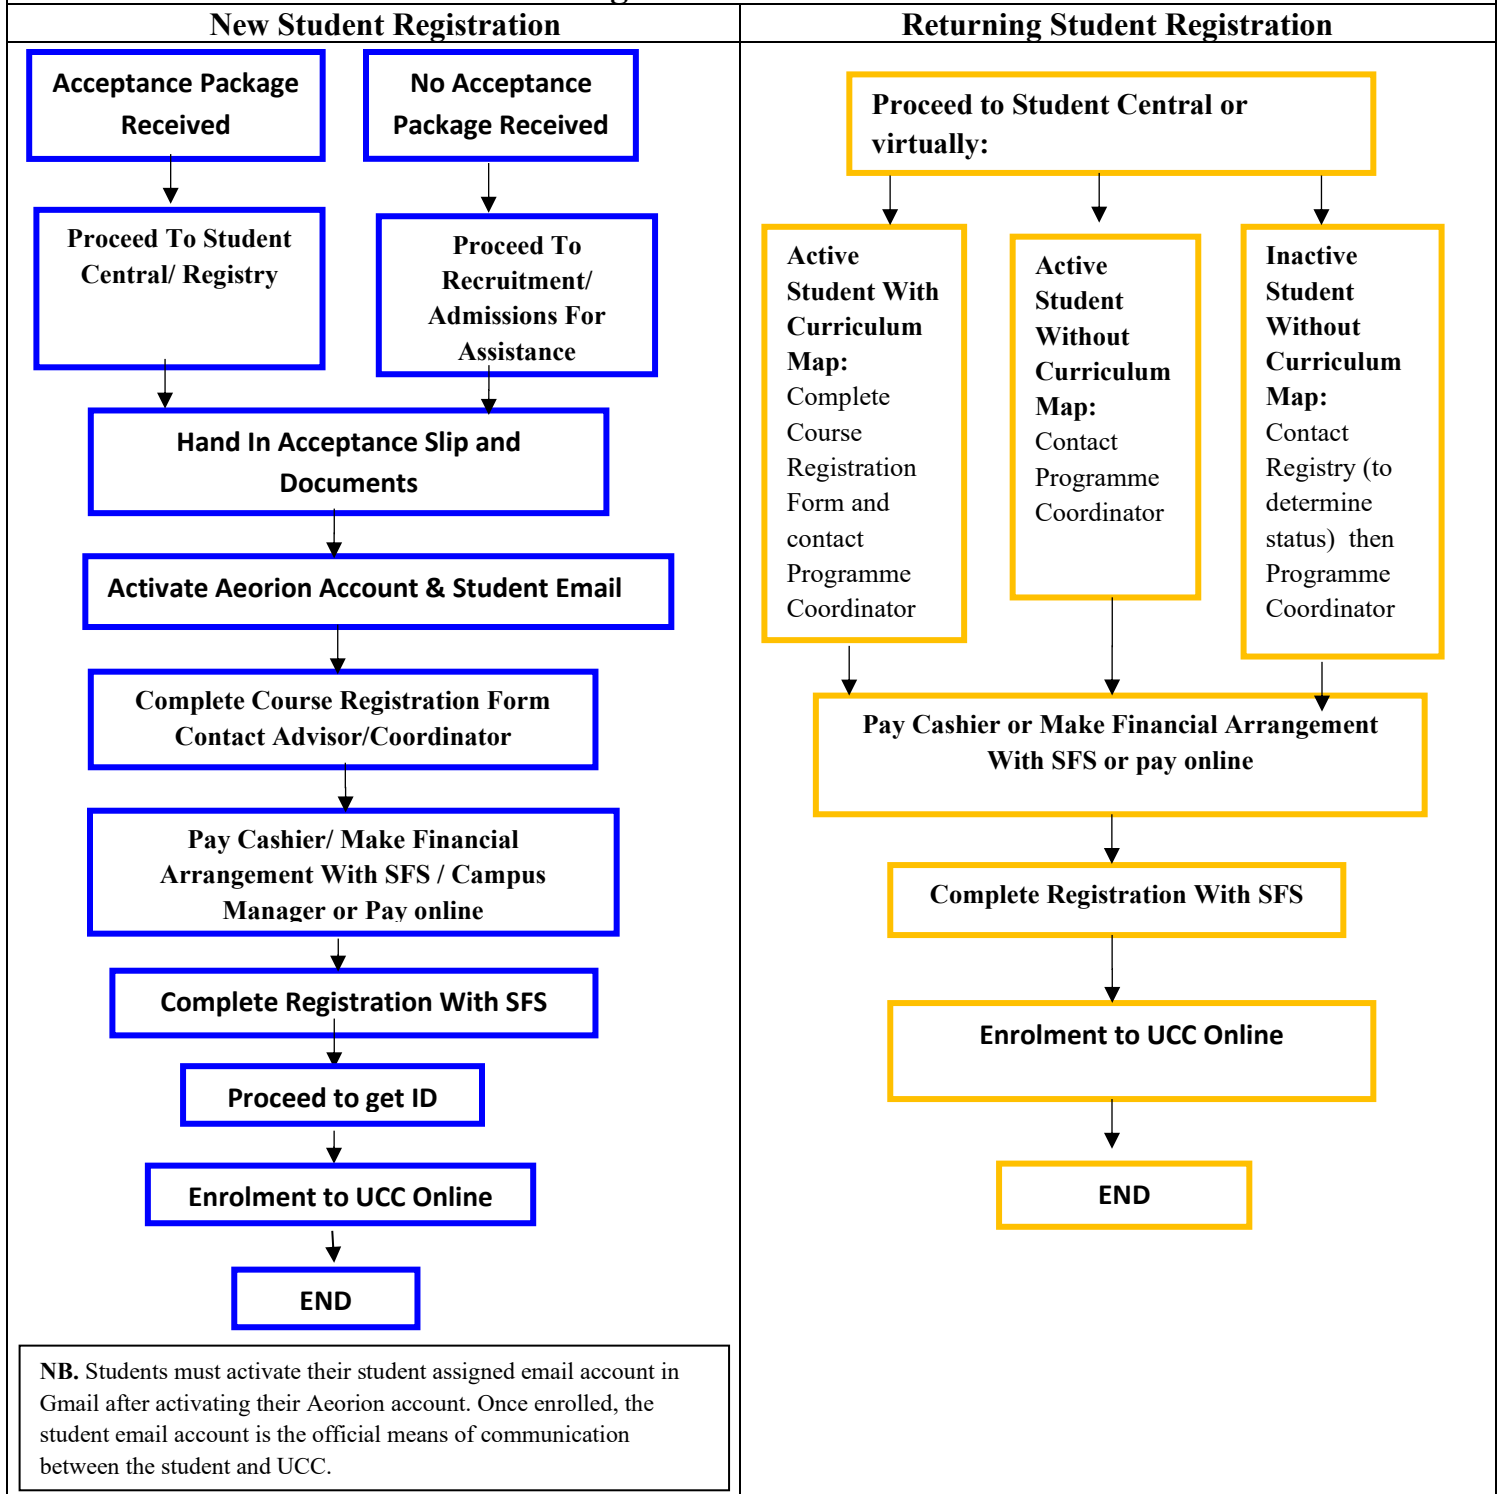 New Student Registration
Acceptance Package
Received
No Acceptance
Package Received
Proceed To Student
Central/ Registry
Proceed To
Recruitment/
Admissions For
Assistance
Hand In Acceptance Slip and
Documents
Activate Aeorion Account & Student Email
Complete Course Registration Form
Contact Advisor/Coordinator
Pay Cashier/ Make Financial
Arrangement With SFS / Campus
Manager or Pay online
Complete Registration With SFS
Proceed to get ID
Enrolment to UCC Online
END
NB. Students must activate their student assigned email account in
Gmail after activating their Aeorion account. Once enrolled, the
student email account is the official means of communication
between the student and UCC.
Returning Student Registration
Proceed to Student Central or
virtually:
Active
Student With
Curriculum
Map:
Complete
Course
Registration
Form and
contact
Programme
Coordinator
Active
Student
Without
Curriculum
Map:
Contact
Programme
Coordinator
Inactive
Student
Without
Curriculum
Map:
Contact
Registry (to
determine
status) then
Programme
Coordinator
Pay Cashier or Make Financial Arrangement
With SFS or pay online
Complete Registration With SFS
Enrolment to UCC Online
END